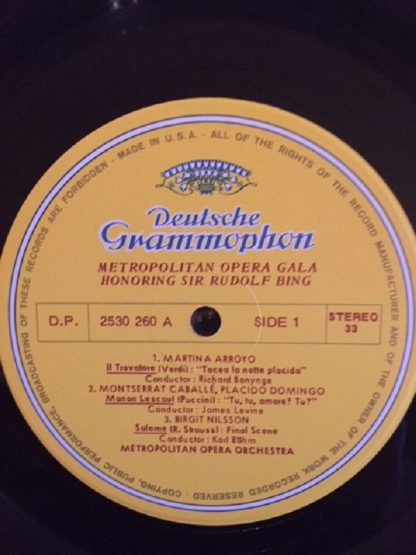 MADE IN U.S.A. · ALL OF THE RIGHTS OF THE RECORD MANUFACTURER AND OF THE OWNER OF THE WORK RECORDED RESERVED - COPYING, PUBLIC PERFORMANCE, BROADCASTING OF THESE RECORDS ARE FORBIDDEN ·
Deutsche
Grammophon
METROPOLITAN OPERA GALA
HONORING SIR RUDOLF BING
D.P. 2530 260 A SIDE 1 STEREO
33
1. MARTINA ARROYO
Il Trovatore (Verdi): "Tacea la notte placida"
Conductor: Richard Bonynge
2. MONTSERRAT CABALLÉ, PLACIDO DOMINGO
Manon Lescaut (Puccini): "Tu, tu, amore? Tu?"
Conductor: James Levine
3. BIRGIT NILSSON
Salome (R. Strauss): Final Scene
Conductor: Karl Böhm
METROPOLITAN OPERA ORCHESTRA